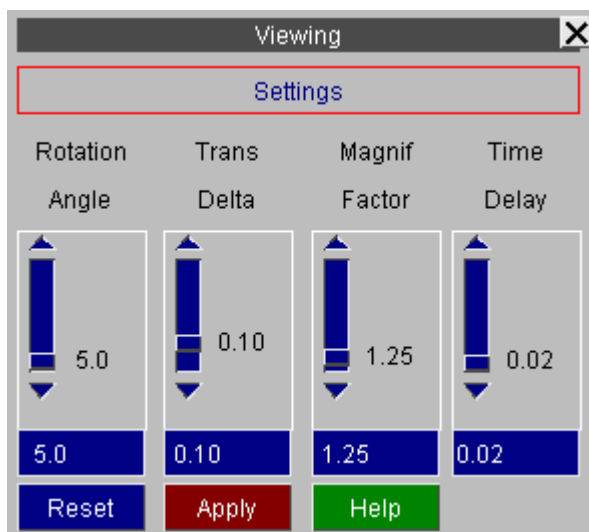 Viewing
Settings
Rotation Trans Magnif Time
Angle Delta Factor Delay
5.0 0.10 1.25 0.02
5.0 0.10 1.25 0.02
Reset Apply Help